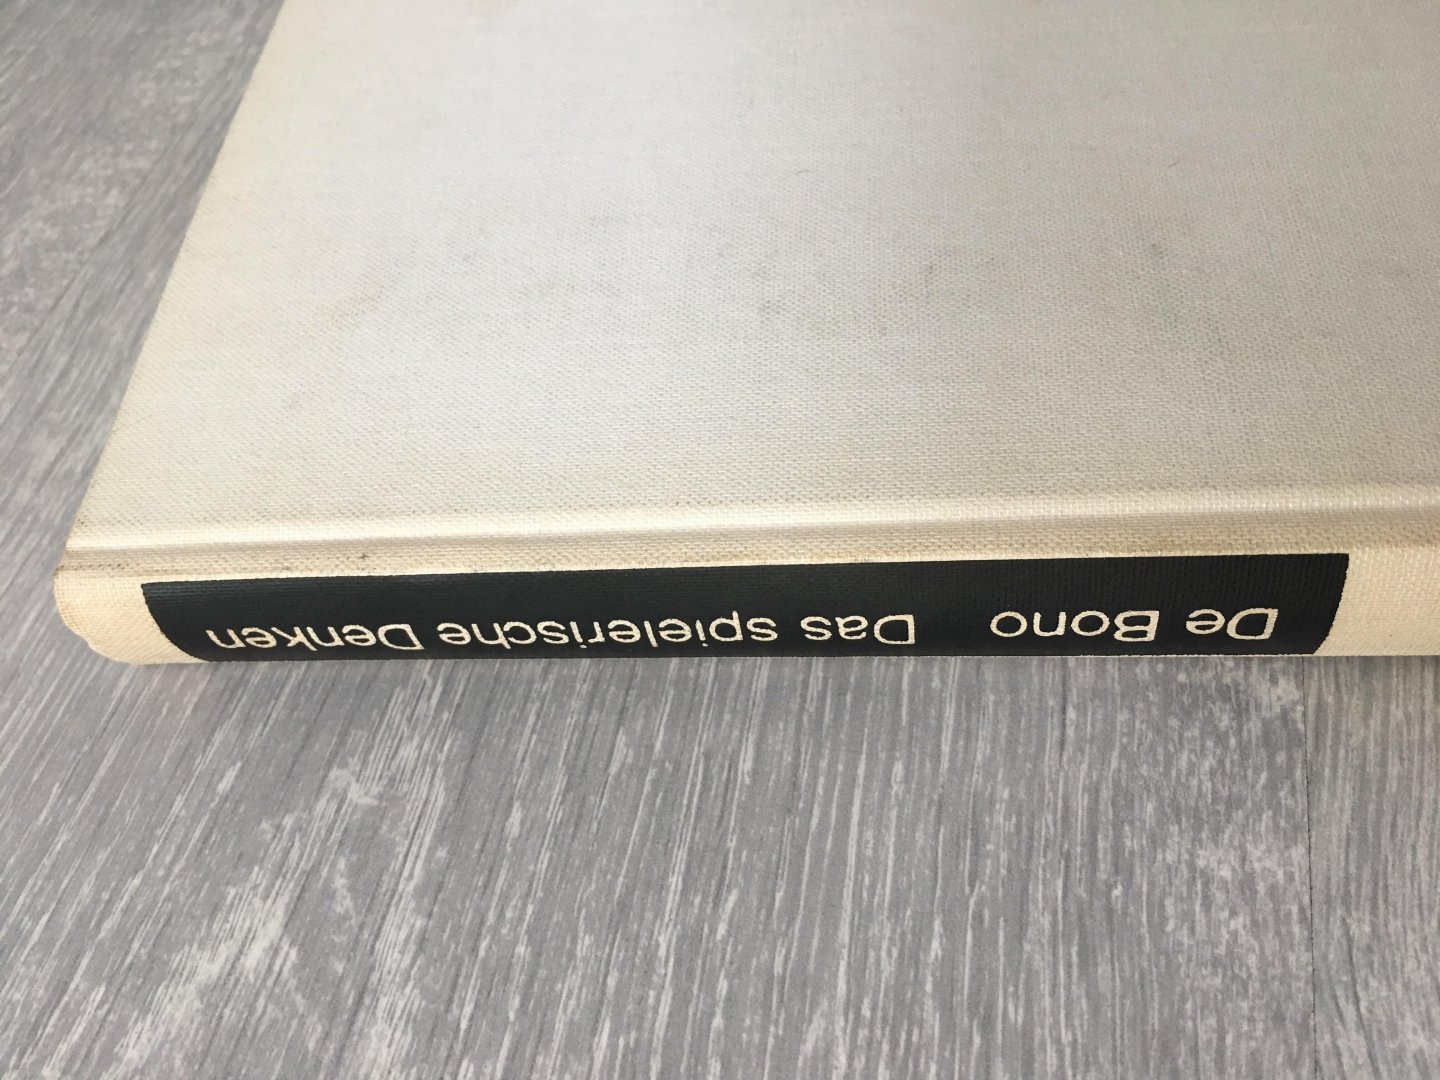 De Bono Das spielerische Denken